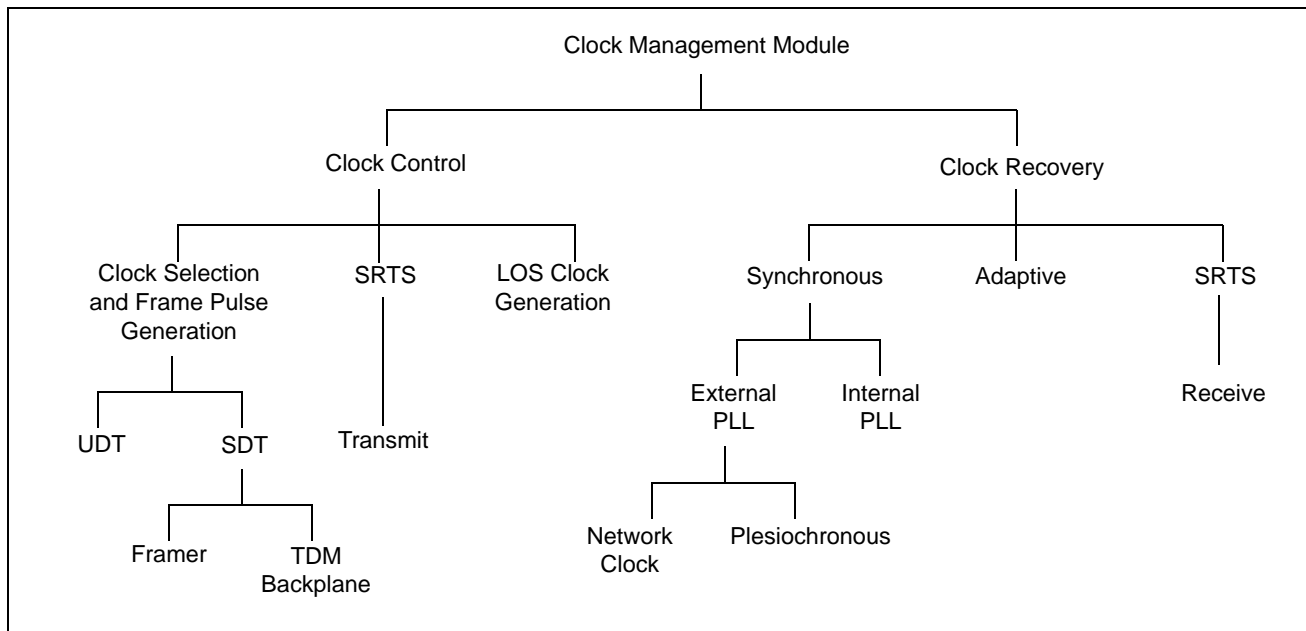 Clock Management Module
Clock Control
Clock Recovery
Clock Selection
and Frame Pulse
Generation
SRTS
LOS Clock
Generation
Synchronous
Adaptive
SRTS
UDT
SDT
Transmit
External
PLL
Internal
PLL
Receive
Framer
TDM
Backplane
Network
Clock
Plesiochronous